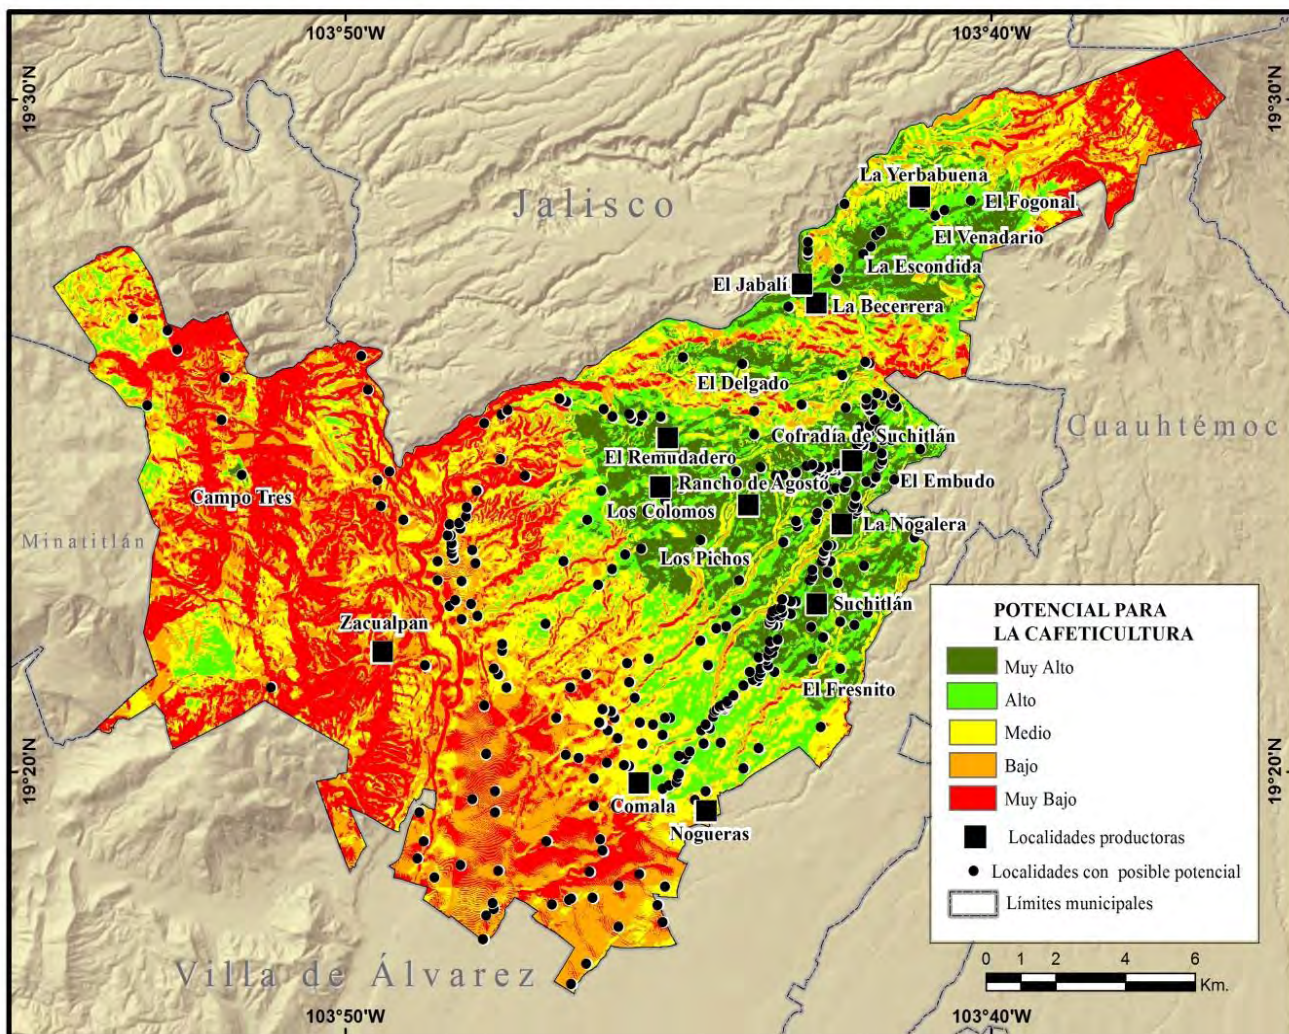 103°50'W
103°40'W
19°30'N
19°30'N
Jalisco
La Yerbabuena
El Fogonal
El Venadario
La Escondida
El Jabalí
La Becerrera
El Delgado
Cuauhtémoc
Cofradía de Suchitlán
El Remudadero
El Embudo
Rancho de Agosto
Campo Tres
Los Colomos
La Nogalera
Minatitlán
Los Pichos
Suchitlán
Zacualpan
El Fresnito
Comala
Nogueras
POTENCIAL PARA
LA CAFETICULTURA
Muy Alto
Alto
Medio
Bajo
Muy Bajo
Localidades productoras
Localidades con posible potencial
Límites municipales
19°20'N
19°20'N
Villa de Álvarez
0 1 2 4 6
Km.
103°50'W
103°40'W